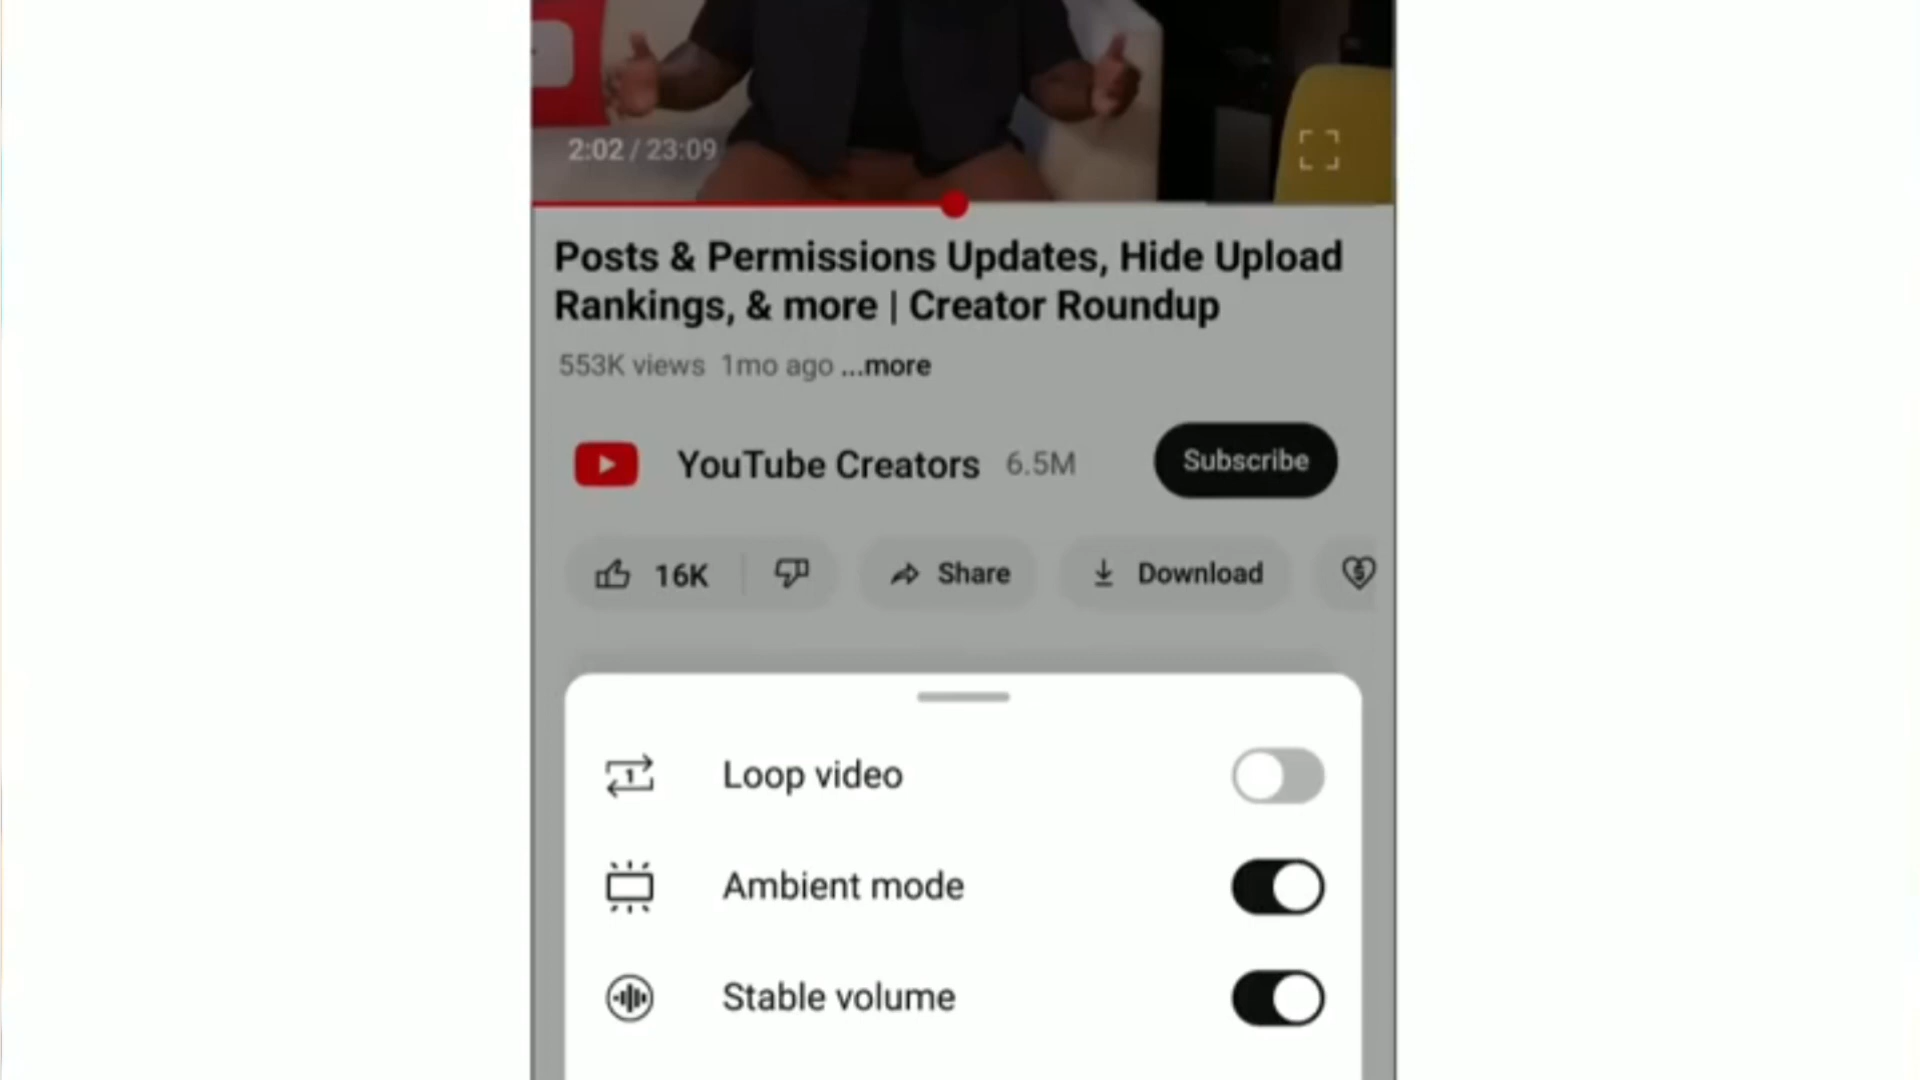 2:02 / 23:09
Posts & Permissions Updates, Hide Upload
Rankings, & more | Creator Roundup
553K views 1mo ago ...more
YouTube Creators 6.5M Subscribe
16K Share Download
Loop video
Ambient mode
Stable volume